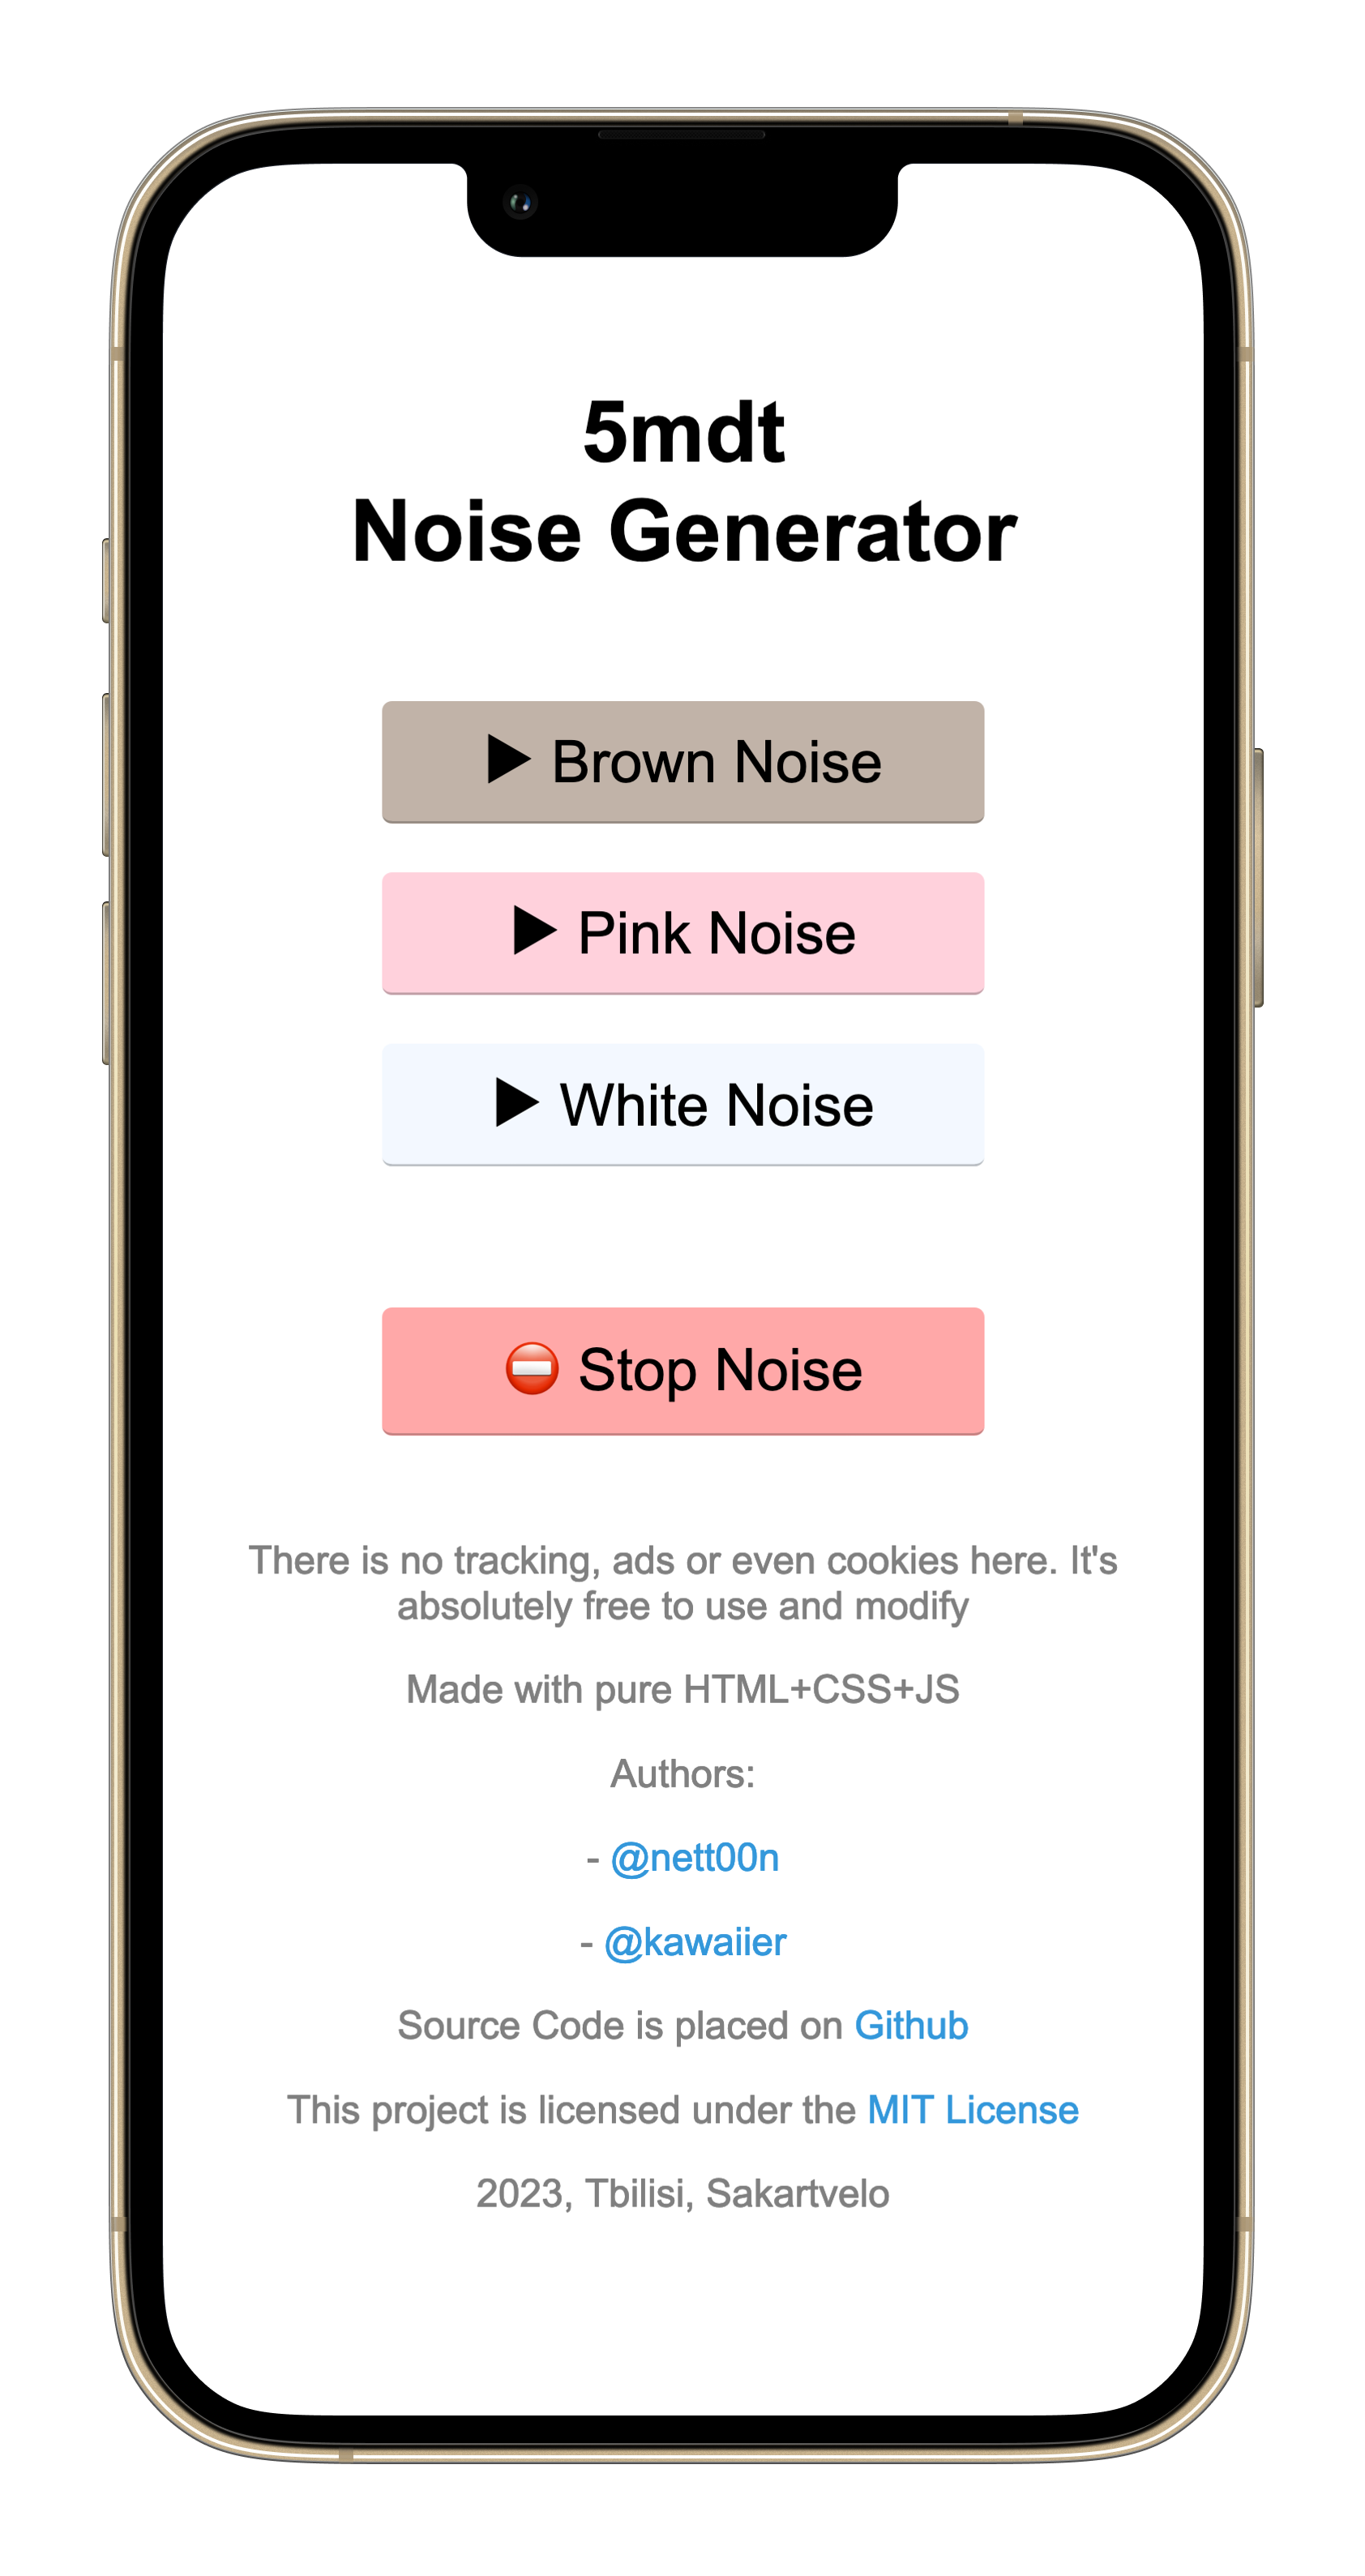 5mdt
Noise Generator
▶ Brown Noise
▶ Pink Noise
▶ White Noise
⛔ Stop Noise
There is no tracking, ads or even cookies here. It's
absolutely free to use and modify
Made with pure HTML+CSS+JS
Authors:
- @nett00n
- @kawaiier
Source Code is placed on Github
This project is licensed under the MIT License
2023, Tbilisi, Sakartvelo